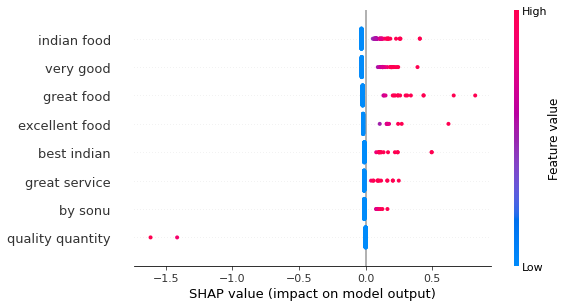 High
indian food
very good
great food
excellent food
best indian
great service
by sonu
quality quantity
Feature value
Low
−1.5 −1.0 −0.5 0.0 0.5
SHAP value (impact on model output)